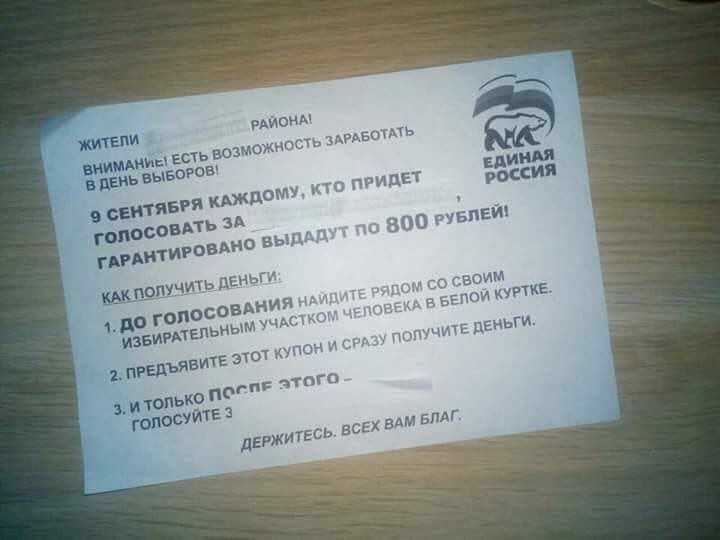 ЖИТЕЛИ РАЙОНА!
ВНИМАНИЕ! ЕСТЬ ВОЗМОЖНОСТЬ ЗАРАБОТАТЬ
В ДЕНЬ ВЫБОРОВ!
ЕДИНАЯ
РОССИЯ
9 СЕНТЯБРЯ КАЖДОМУ, КТО ПРИДЕТ
ГОЛОСОВАТЬ ЗА ,
ГАРАНТИРОВАНО ВЫДАДУТ ПО 800 РУБЛЕЙ!
КАК ПОЛУЧИТЬ ДЕНЬГИ:
1. ДО ГОЛОСОВАНИЯ НАЙДИТЕ РЯДОМ СО СВОИМ
ИЗБИРАТЕЛЬНЫМ УЧАСТКОМ ЧЕЛОВЕКА В БЕЛОЙ КУРТКЕ.
2. ПРЕДЪЯВИТЕ ЭТОТ КУПОН И СРАЗУ ПОЛУЧИТЕ ДЕНЬГИ.
3. И ТОЛЬКО ПОСЛЕ ЭТОГО –
ГОЛОСУЙТЕ З
ДЕРЖИТЕСЬ. ВСЕХ ВАМ БЛАГ.